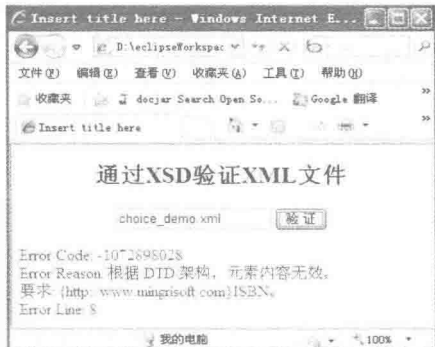 Insert title here - Windows Internet E...
D:\eclipseWorkspac
文件(F) 编辑(E) 查看(V) 收藏夹(A) 工具(T) 帮助(H)
收藏夹 docjar Search Open So... Google 翻译
Insert title here
通过XSD验证XML文件
choice_demo.xml 验证
Error Code: -1072898028
Error Reason: 根据 DTD 架构，元素内容无效。
要求: {http: www.mingrisoft.com}ISBN。
Error Line: 8
我的电脑 100%